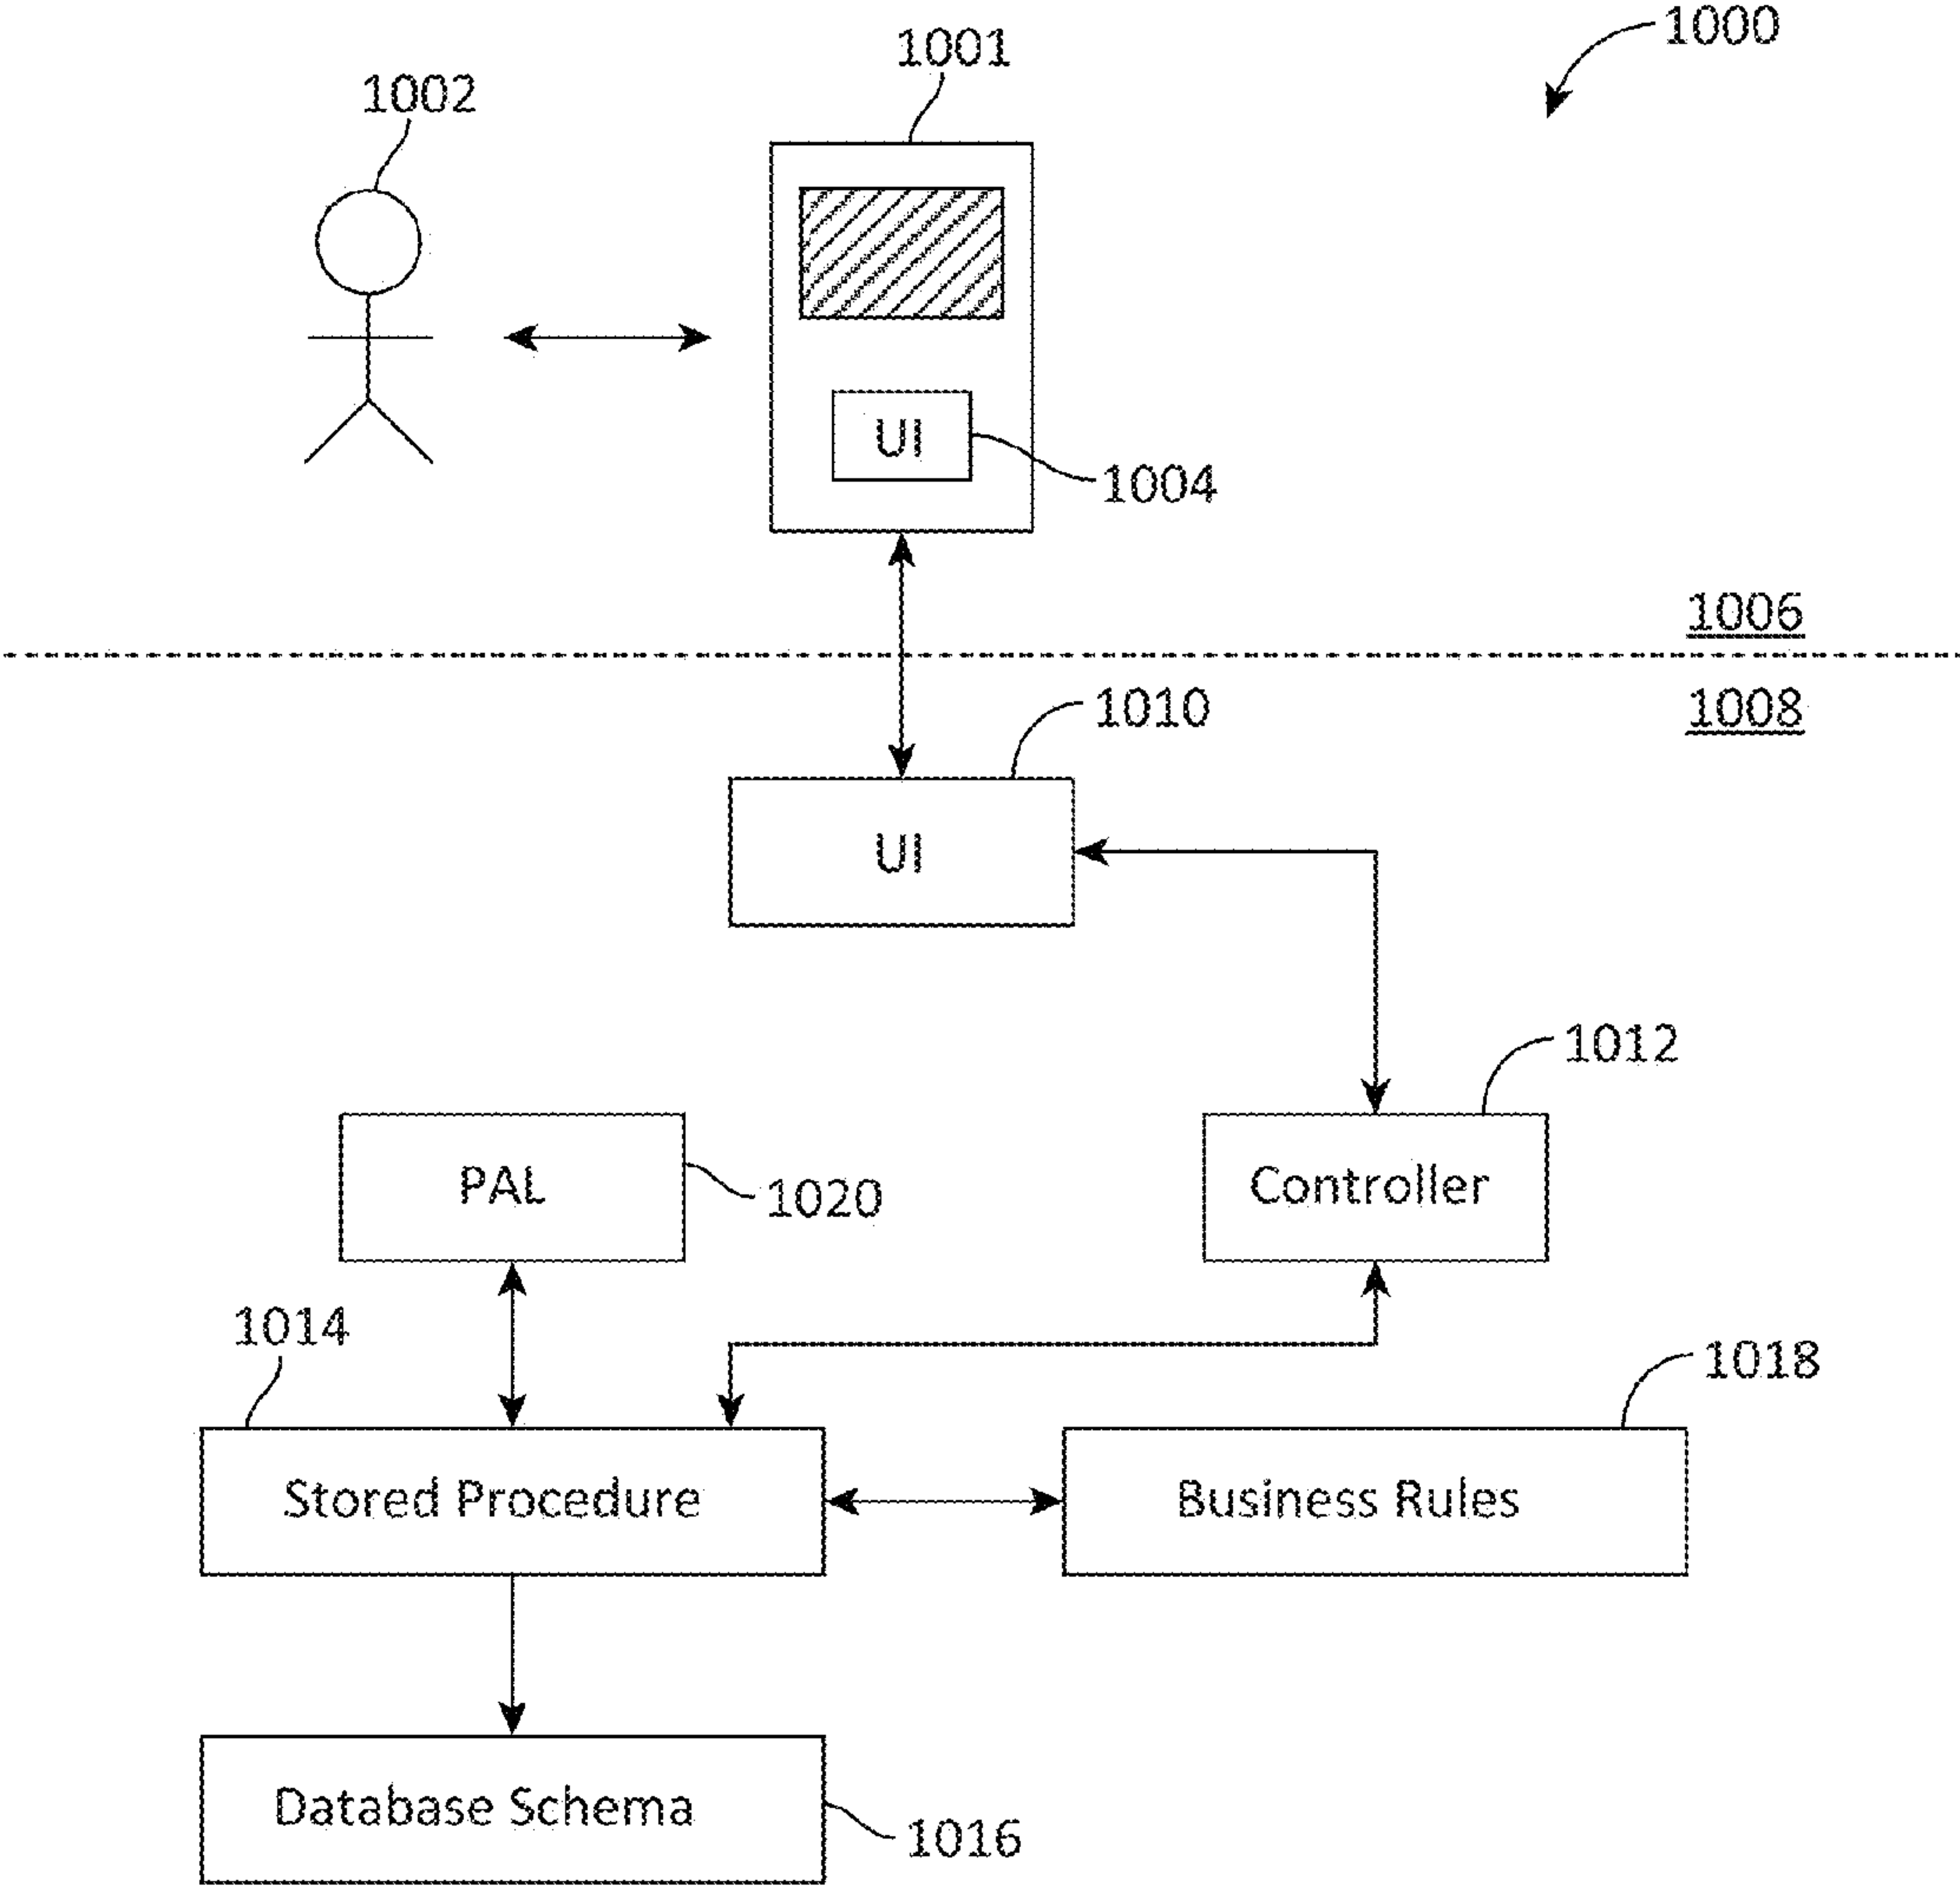 1000
1001
1002
UI
1004
1006
1008
1010
UI
1012
PAL
1020
Controller
1014
1018
Stored Procedure
Business Rules
Database Schema
1016